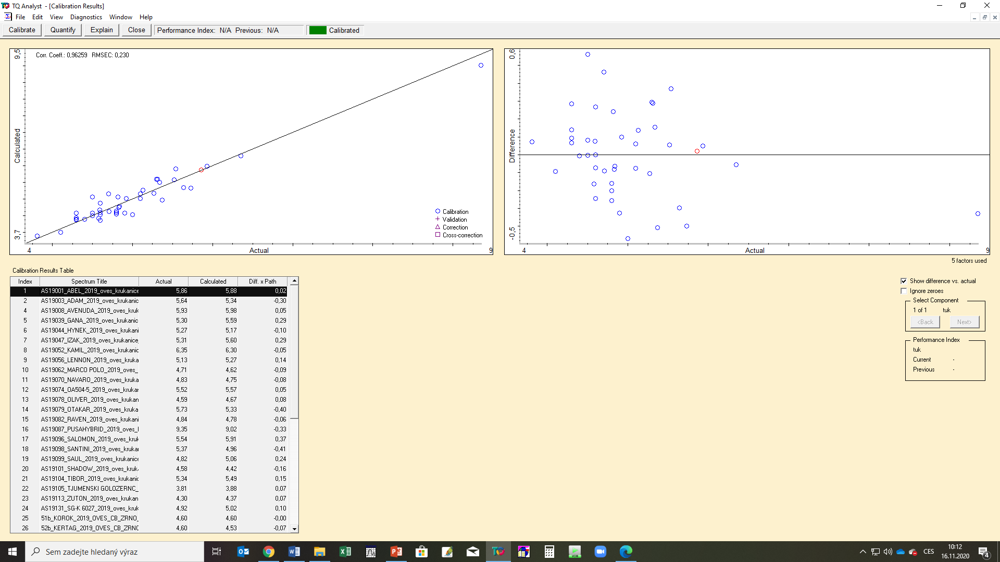 TQ Analyst - [Calibration Results]
File Edit View Diagnostics Window Help
Calibrate Quantify Explain Close Performance Index: N/A Previous: N/A Calibrated
9,5
Corr. Coeff.: 0,96259 RMSEC: 0,230
Calculated
3,7
Calibration
Validation
Correction
Cross-correction
4 Actual 9
0,6
Difference
-0,5
4 Actual 9
5 factors used
Calibration Results Table
Index Spectrum Title Actual Calculated Diff. x Path
1 AS19001_ABEL_2019_oves_krukanice 5,86 5,88 0,02
2 AS19003_ADAM_2019_oves_krukanic 5,64 5,34 -0,30
4 AS19008_AVENUDA_2019_oves_kruk 5,93 5,98 0,05
5 AS19039_GANA_2019_oves_krukanic 5,30 5,59 0,29
6 AS19044_HYNEK_2019_oves_krukani 5,27 5,17 -0,10
7 AS19047_IZAK_2019_oves_krukanice 5,31 5,60 0,29
8 AS19052_KAMIL_2019_oves_krukanic 6,35 6,30 -0,05
9 AS19056_LENNON_2019_oves_kruka 5,13 5,27 0,14
10 AS19062_MARCO POLO_2019_oves_ 4,71 4,62 -0,09
11 AS19070_NAVARO_2019_oves_kruka 4,83 4,75 -0,08
12 AS19074_OA504-5_2019_oves_krukar 5,52 5,57 0,05
13 AS19078_OLIVER_2019_oves_krukan 4,59 4,67 0,08
14 AS19079_OTAKAR_2019_oves_kruka 5,73 5,33 -0,40
15 AS19082_RAVEN_2019_oves_krukani 4,84 4,78 -0,06
16 AS19087_PUSAHYBRID_2019_oves_l 9,35 9,02 -0,33
17 AS19096_SALOMON_2019_oves_kruk 5,54 5,91 0,37
18 AS19098_SANTINI_2019_oves_krukar 5,37 4,96 -0,41
19 AS19099_SAUL_2019_oves_krukanice 4,82 5,06 0,24
20 AS19101_SHADOW_2019_oves_kruk 4,58 4,42 -0,16
21 AS19104_TIBOR_2019_oves_krukanic 5,34 5,49 0,15
22 AS19105_TJUMENSKI GOLOZERNC_ 3,81 3,88 0,07
23 AS19113_ZUTON_2019_oves_krukan 4,30 4,37 0,07
24 AS19131_SG-K 6027_2019_oves_kruk 4,92 5,02 0,10
25 51b_KOROK_2019_OVES_CB_ZRNO_ 4,60 4,60 -0,00
26 52b_KERTAG_2019_OVES_CB_ZRNC 4,60 4,53 -0,07
Show difference vs. actual
Ignore zeroes
Select Component
1 of 1 tuk
<Back Next>
Performance Index
tuk
Current -
Previous -
Sem zadejte hledaný výraz
CES
10:12
16.11.2020
4